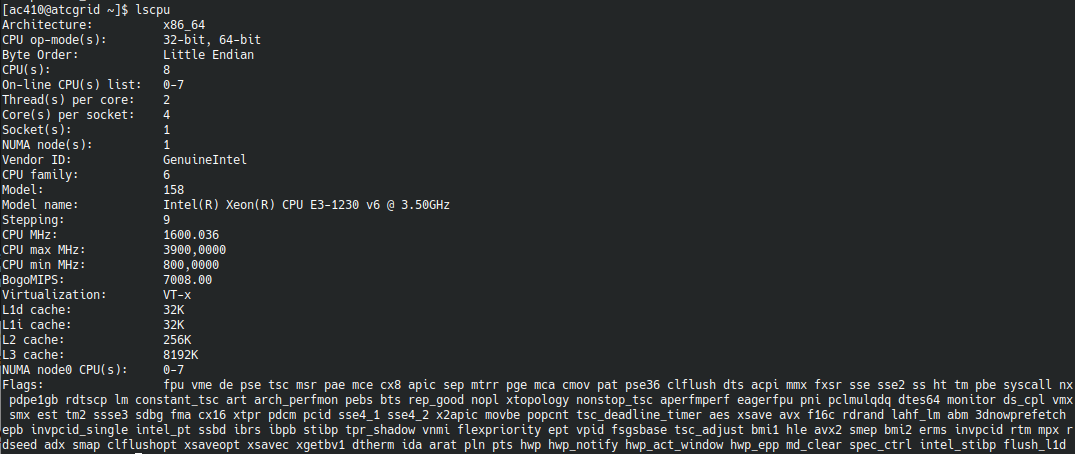 [ac410@atcgrid ~]$ lscpu
Architecture:          x86_64
CPU op-mode(s):        32-bit, 64-bit
Byte Order:            Little Endian
CPU(s):                8
On-line CPU(s) list:   0-7
Thread(s) per core:    2
Core(s) per socket:    4
Socket(s):             1
NUMA node(s):          1
Vendor ID:             GenuineIntel
CPU family:            6
Model:                 158
Model name:            Intel(R) Xeon(R) CPU E3-1230 v6 @ 3.50GHz
Stepping:              9
CPU MHz:               1600.036
CPU max MHz:           3900,0000
CPU min MHz:           800,0000
BogoMIPS:              7008.00
Virtualization:        VT-x
L1d cache:             32K
L1i cache:             32K
L2 cache:              256K
L3 cache:              8192K
NUMA node0 CPU(s):     0-7
Flags:                 fpu vme de pse tsc msr pae mce cx8 apic sep mtrr pge mca cmov pat pse36 clflush dts acpi mmx fxsr sse sse2 ss ht tm pbe syscall nx
pdpe1gb rdtscp lm constant_tsc art arch_perfmon pebs bts rep_good nopl xtopology nonstop_tsc aperfmperf eagerfpu pni pclmulqdq dtes64 monitor ds_cpl vmx
smx est tm2 ssse3 sdbg fma cx16 xtpr pdcm pcid sse4_1 sse4_2 x2apic movbe popcnt tsc_deadline_timer aes xsave avx f16c rdrand lahf_lm abm 3dnowprefetch
epb invpcid_single intel_pt ssbd ibrs ibpb stibp tpr_shadow vnmi flexpriority ept vpid fsgsbase tsc_adjust bmi1 hle avx2 smep bmi2 erms invpcid rtm mpx r
dseed adx smap clflushopt xsaveopt xsavec xgetbv1 dtherm ida arat pln pts hwp hwp_notify hwp_act_window hwp_epp md_clear spec_ctrl intel_stibp flush_l1d